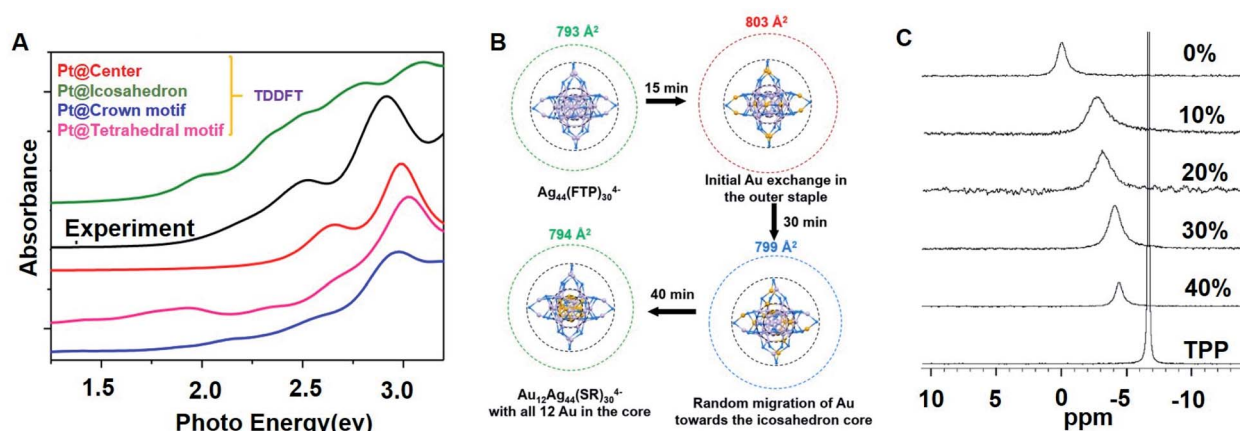 A
Pt@Center
Pt@Icosahedron
Pt@Crown motif
Pt@Tetrahedral motif
TDDFT
Experiment
Absorbance
1.5 2.0 2.5 3.0
Photo Energy(ev)
B
793 Å²
803 Å²
15 min
Ag₄₄(FTP)₃₀⁴⁻
Initial Au exchange in
the outer staple
30 min
794 Å²
799 Å²
40 min
Au₁₂Ag₄₄(SR)₃₀⁴⁻
with all 12 Au in the core
Random migration of Au
towards the icosahedron core
C
0%
10%
20%
30%
40%
TPP
10 5 0 -5 -10
ppm